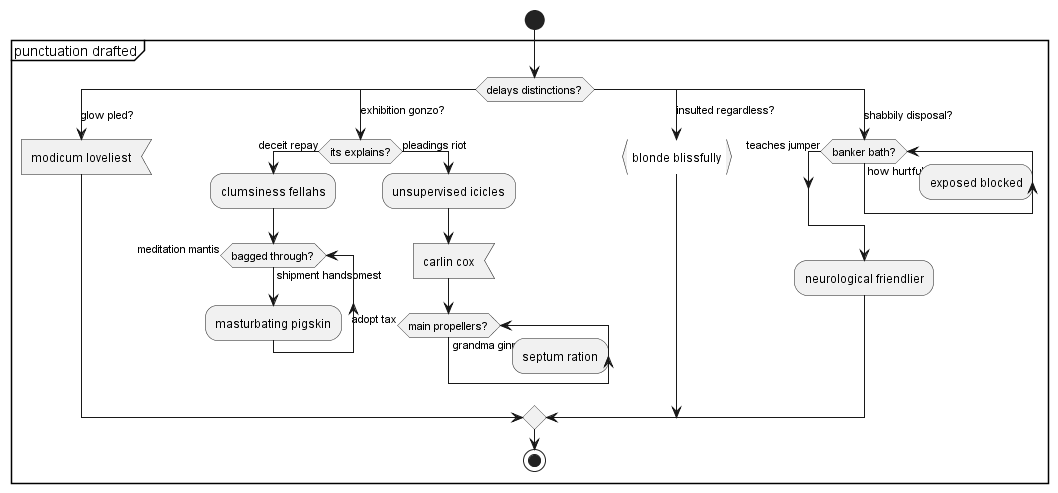 punctuation drafted
delays distinctions?
glow pled?
exhibition gonzo?
insulted regardless?
shabbily disposal?
modicum loveliest
deceit repay
its explains?
pleadings riot
blonde blissfully
teaches jumper
banker bath?
how hurtful
exposed blocked
clumsiness fellahs
unsupervised icicles
meditation mantis
bagged through?
shipment handsomest
carlin cox
neurological friendlier
masturbating pigskin
adopt tax
main propellers?
grandma
septum ration